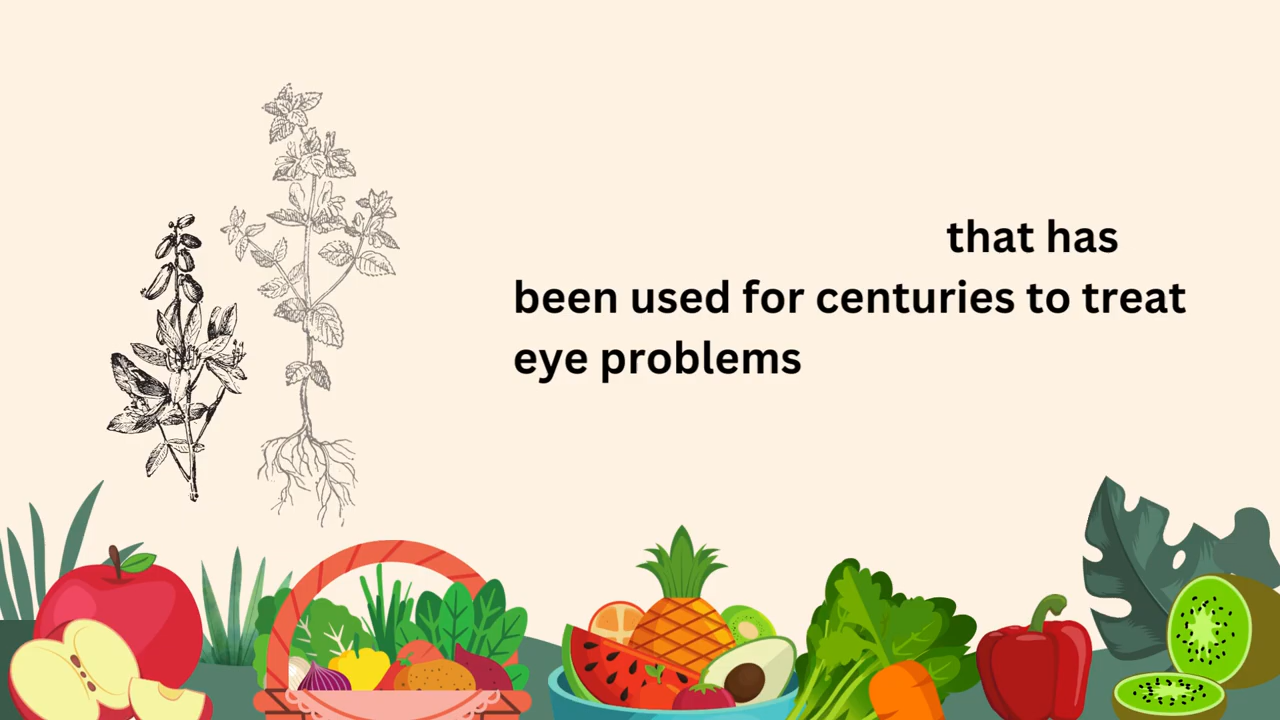 that has
been used for centuries to treat
eye problems